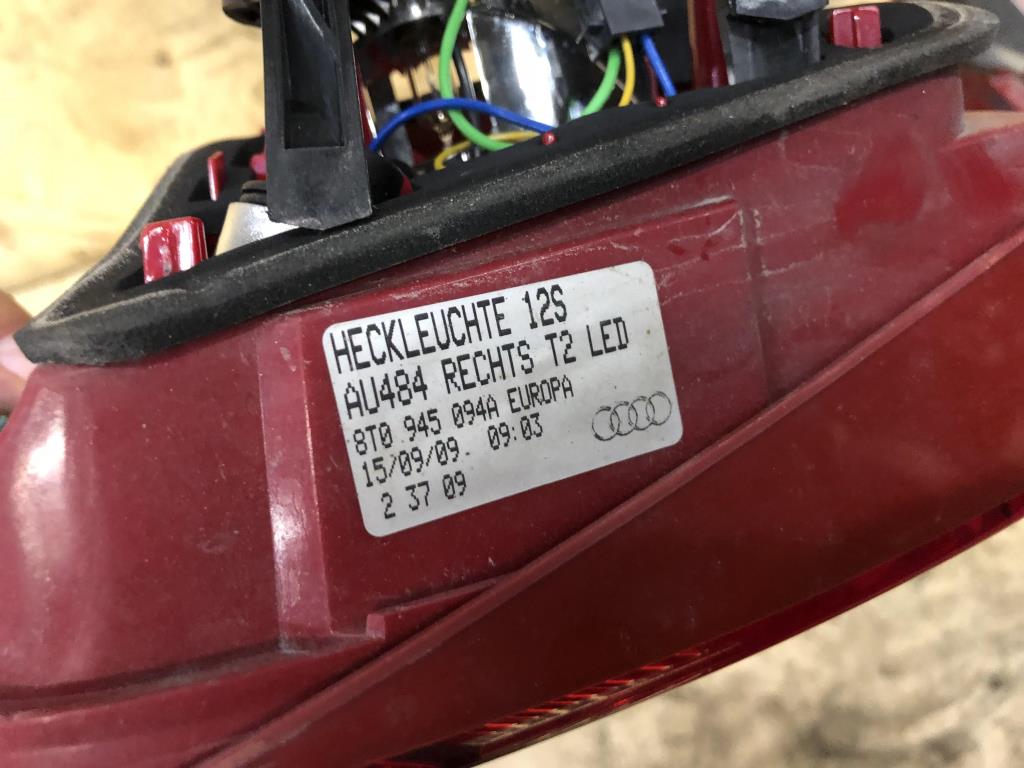 HECKLEUCHTE 12S
AU484 RECHTS T2 LED
8T0 945 094A EUROPA
15/09/09 09:03
2 37 09